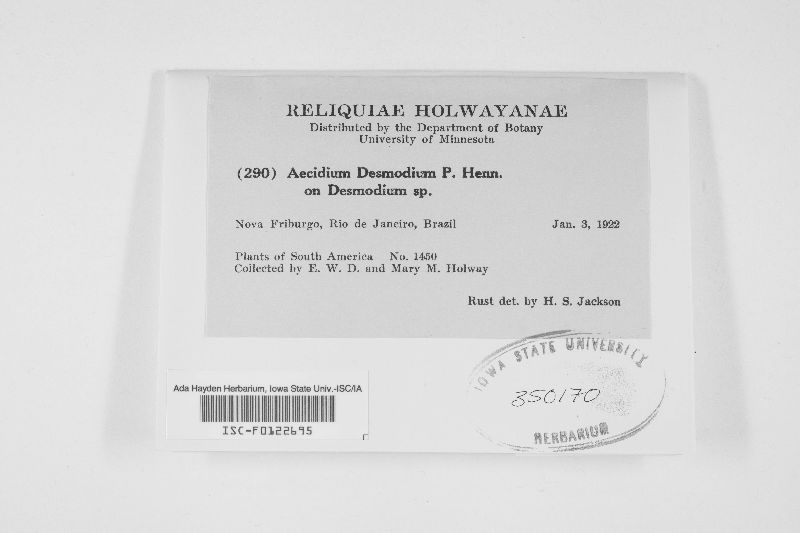 RELIQUIAE HOLWAYANAE
Distributed by the Department of Botany
University of Minnesota
(290) Aecidium Desmodium P. Henn.
on Desmodium sp.
Nova Friburgo, Rio de Janeiro, Brazil Jan. 3, 1922
Plants of South America No. 1450
Collected by E. W. D. and Mary M. Holway
Rust det. by H. S. Jackson
IOWA STATE UNIVERSITY
350170
HERBARIUM
Ada Hayden Herbarium, Iowa State Univ.-ISC/IA
ISC-F0122695